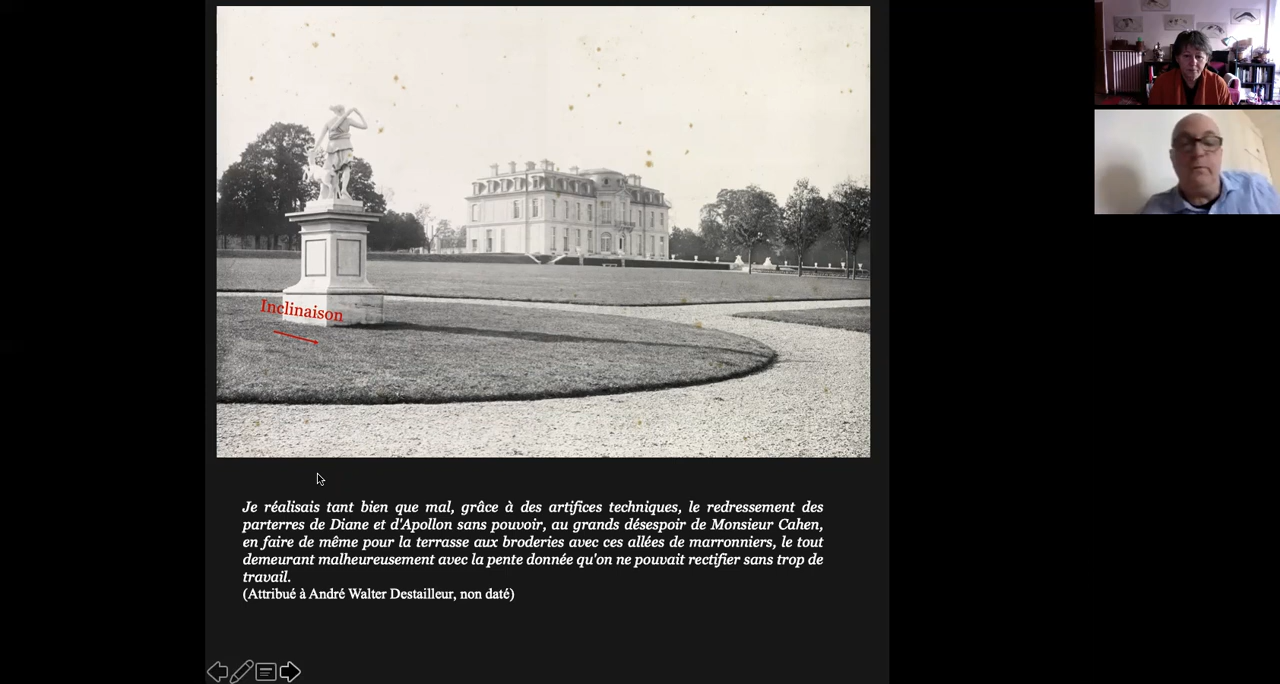 Inclinaison
Je réalisais tant bien que mal, grâce à des artifices techniques, le redressement des
parterres de Diane et d'Apollon sans pouvoir, au grands désespoir de Monsieur Cahen,
en faire de même pour la terrasse aux broderies avec ces allées de marronniers, le tout
demeurant malheureusement avec la pente donnée qu'on ne pouvait rectifier sans trop de
travail.
(Attribué à André Walter Destailleur, non daté)